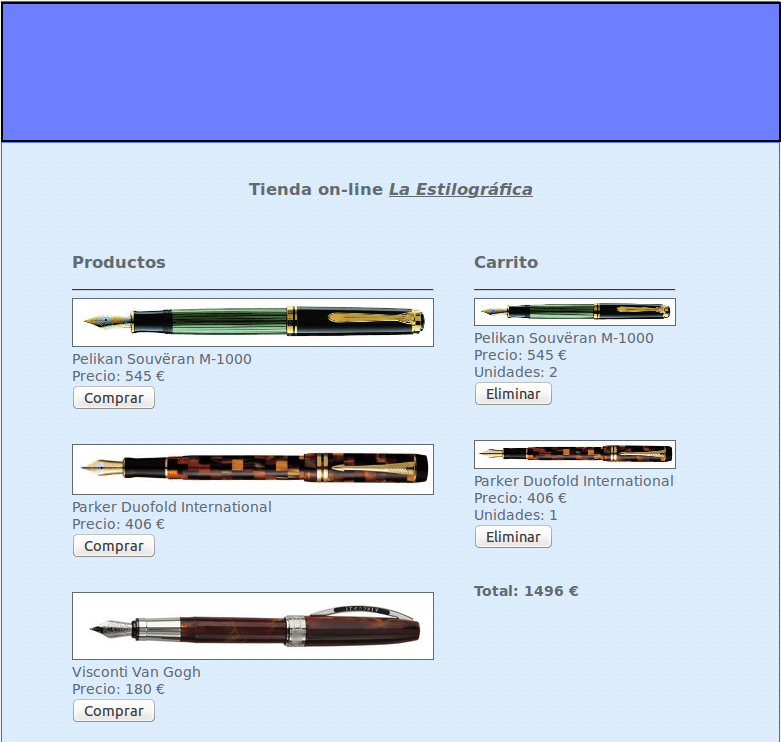 Tienda on-line La Estilográfica
Productos
Pelikan Souvëran M-1000
Precio: 545 €
Comprar
Parker Duofold International
Precio: 406 €
Comprar
Visconti Van Gogh
Precio: 180 €
Comprar
Carrito
Pelikan Souvëran M-1000
Precio: 545 €
Unidades: 2
Eliminar
Parker Duofold International
Precio: 406 €
Unidades: 1
Eliminar
Total: 1496 €